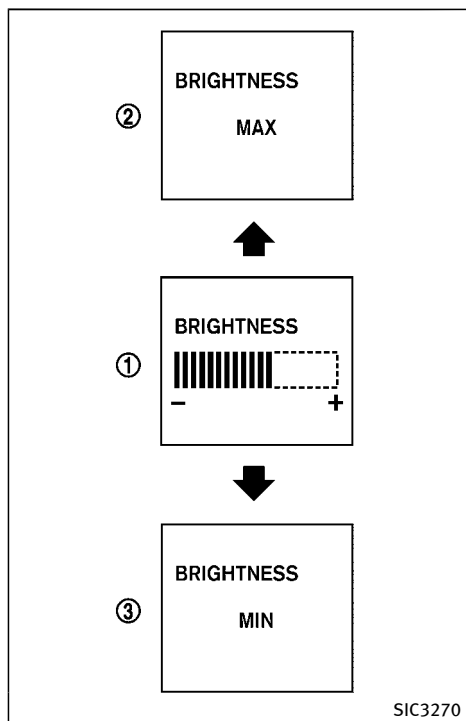 BRIGHTNESS
② MAX
BRIGHTNESS
①
− +
BRIGHTNESS
③ MIN
SIC3270